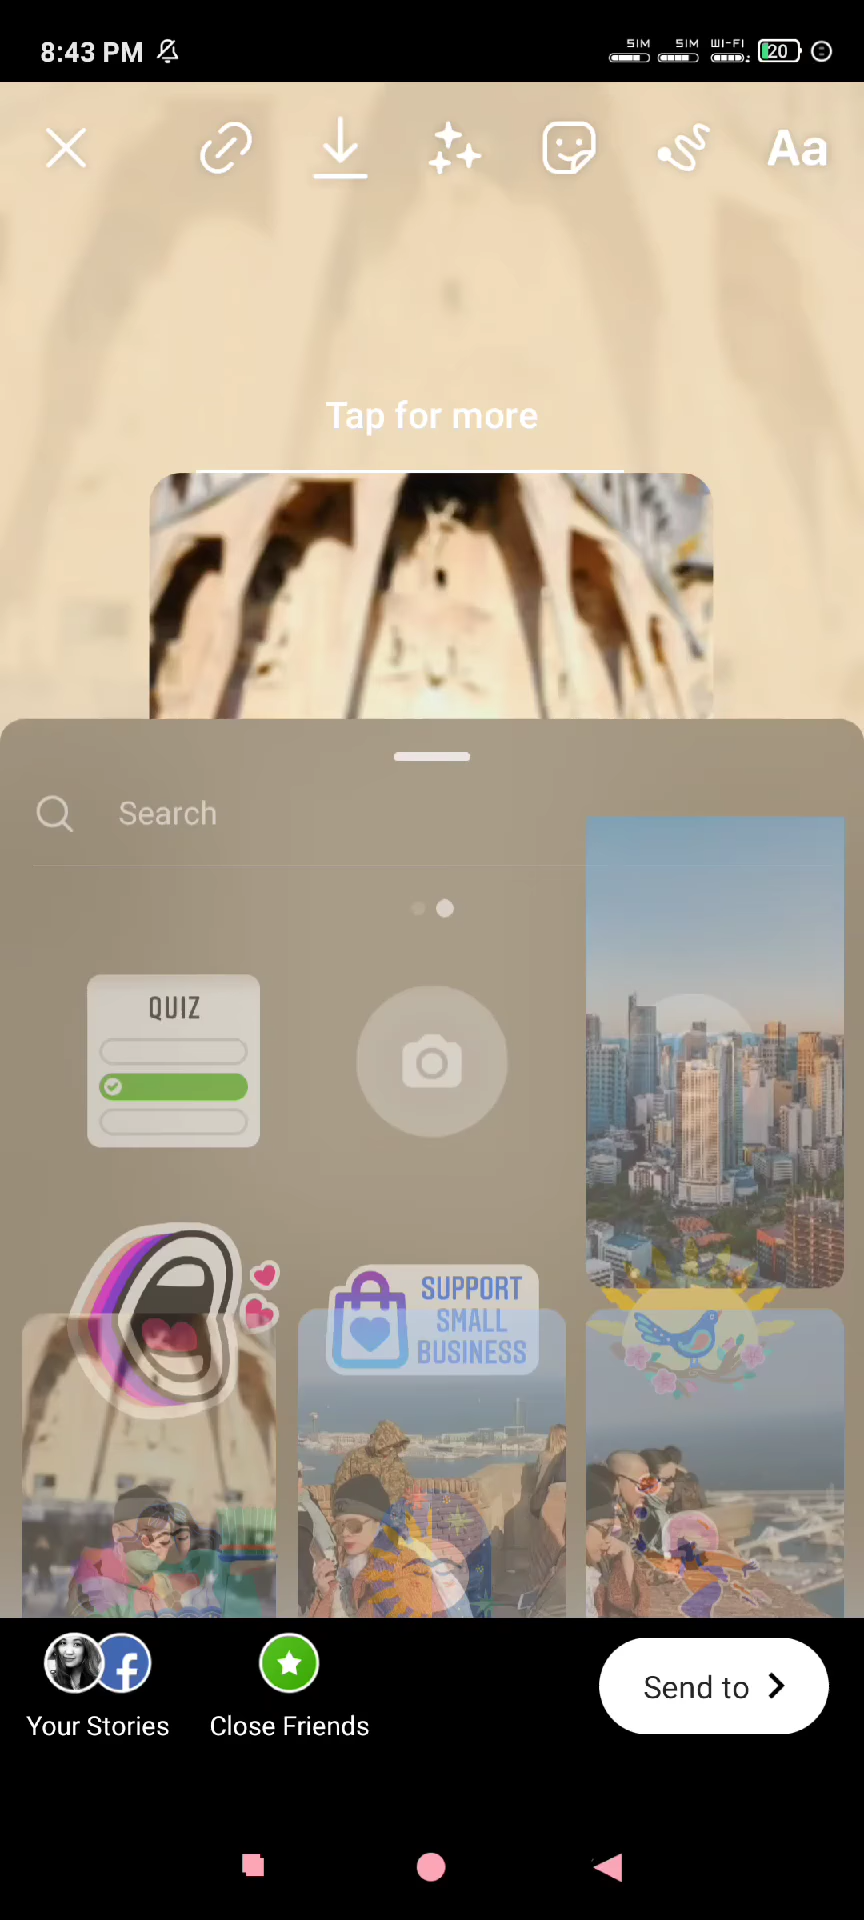 8:43 PM
SIM SIM WI-FI 20
Aa
Tap for more
Search
QUIZ
SUPPORT
SMALL
BUSINESS
Your Stories
Close Friends
Send to